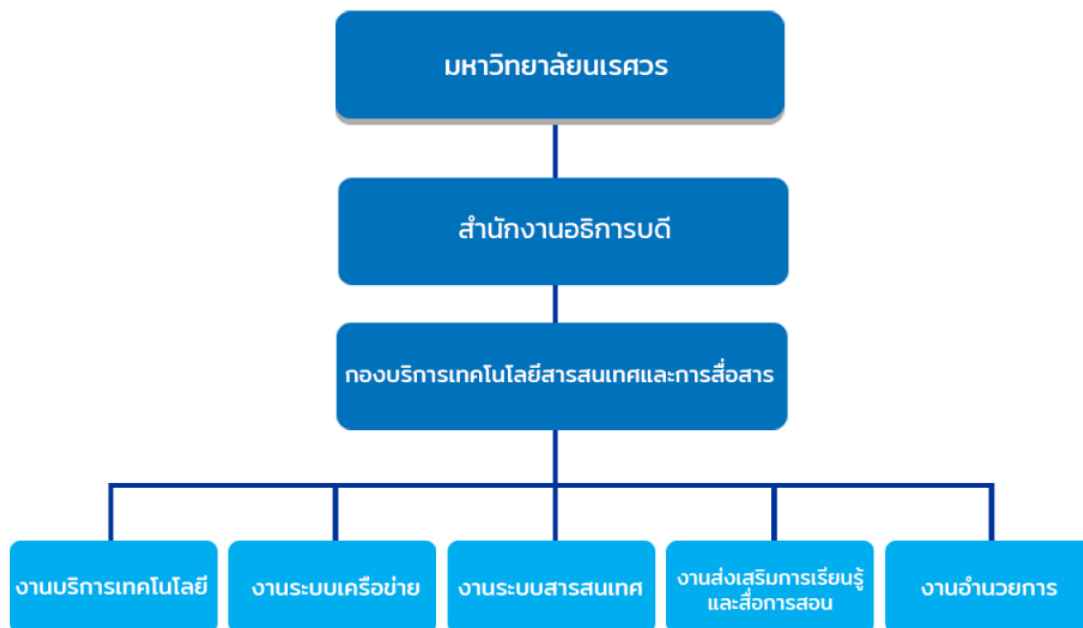 มหาวิทยาลัยนเรศวร
สำนักงานอธิการบดี
กองบริการเทคโนโลยีสารสนเทศและการสื่อสาร
งานบริการเทคโนโลยี
งานระบบเครือข่าย
งานระบบสารสนเทศ
งานส่งเสริมการเรียนรู้
และสื่อการสอน
งานอำนวยการ